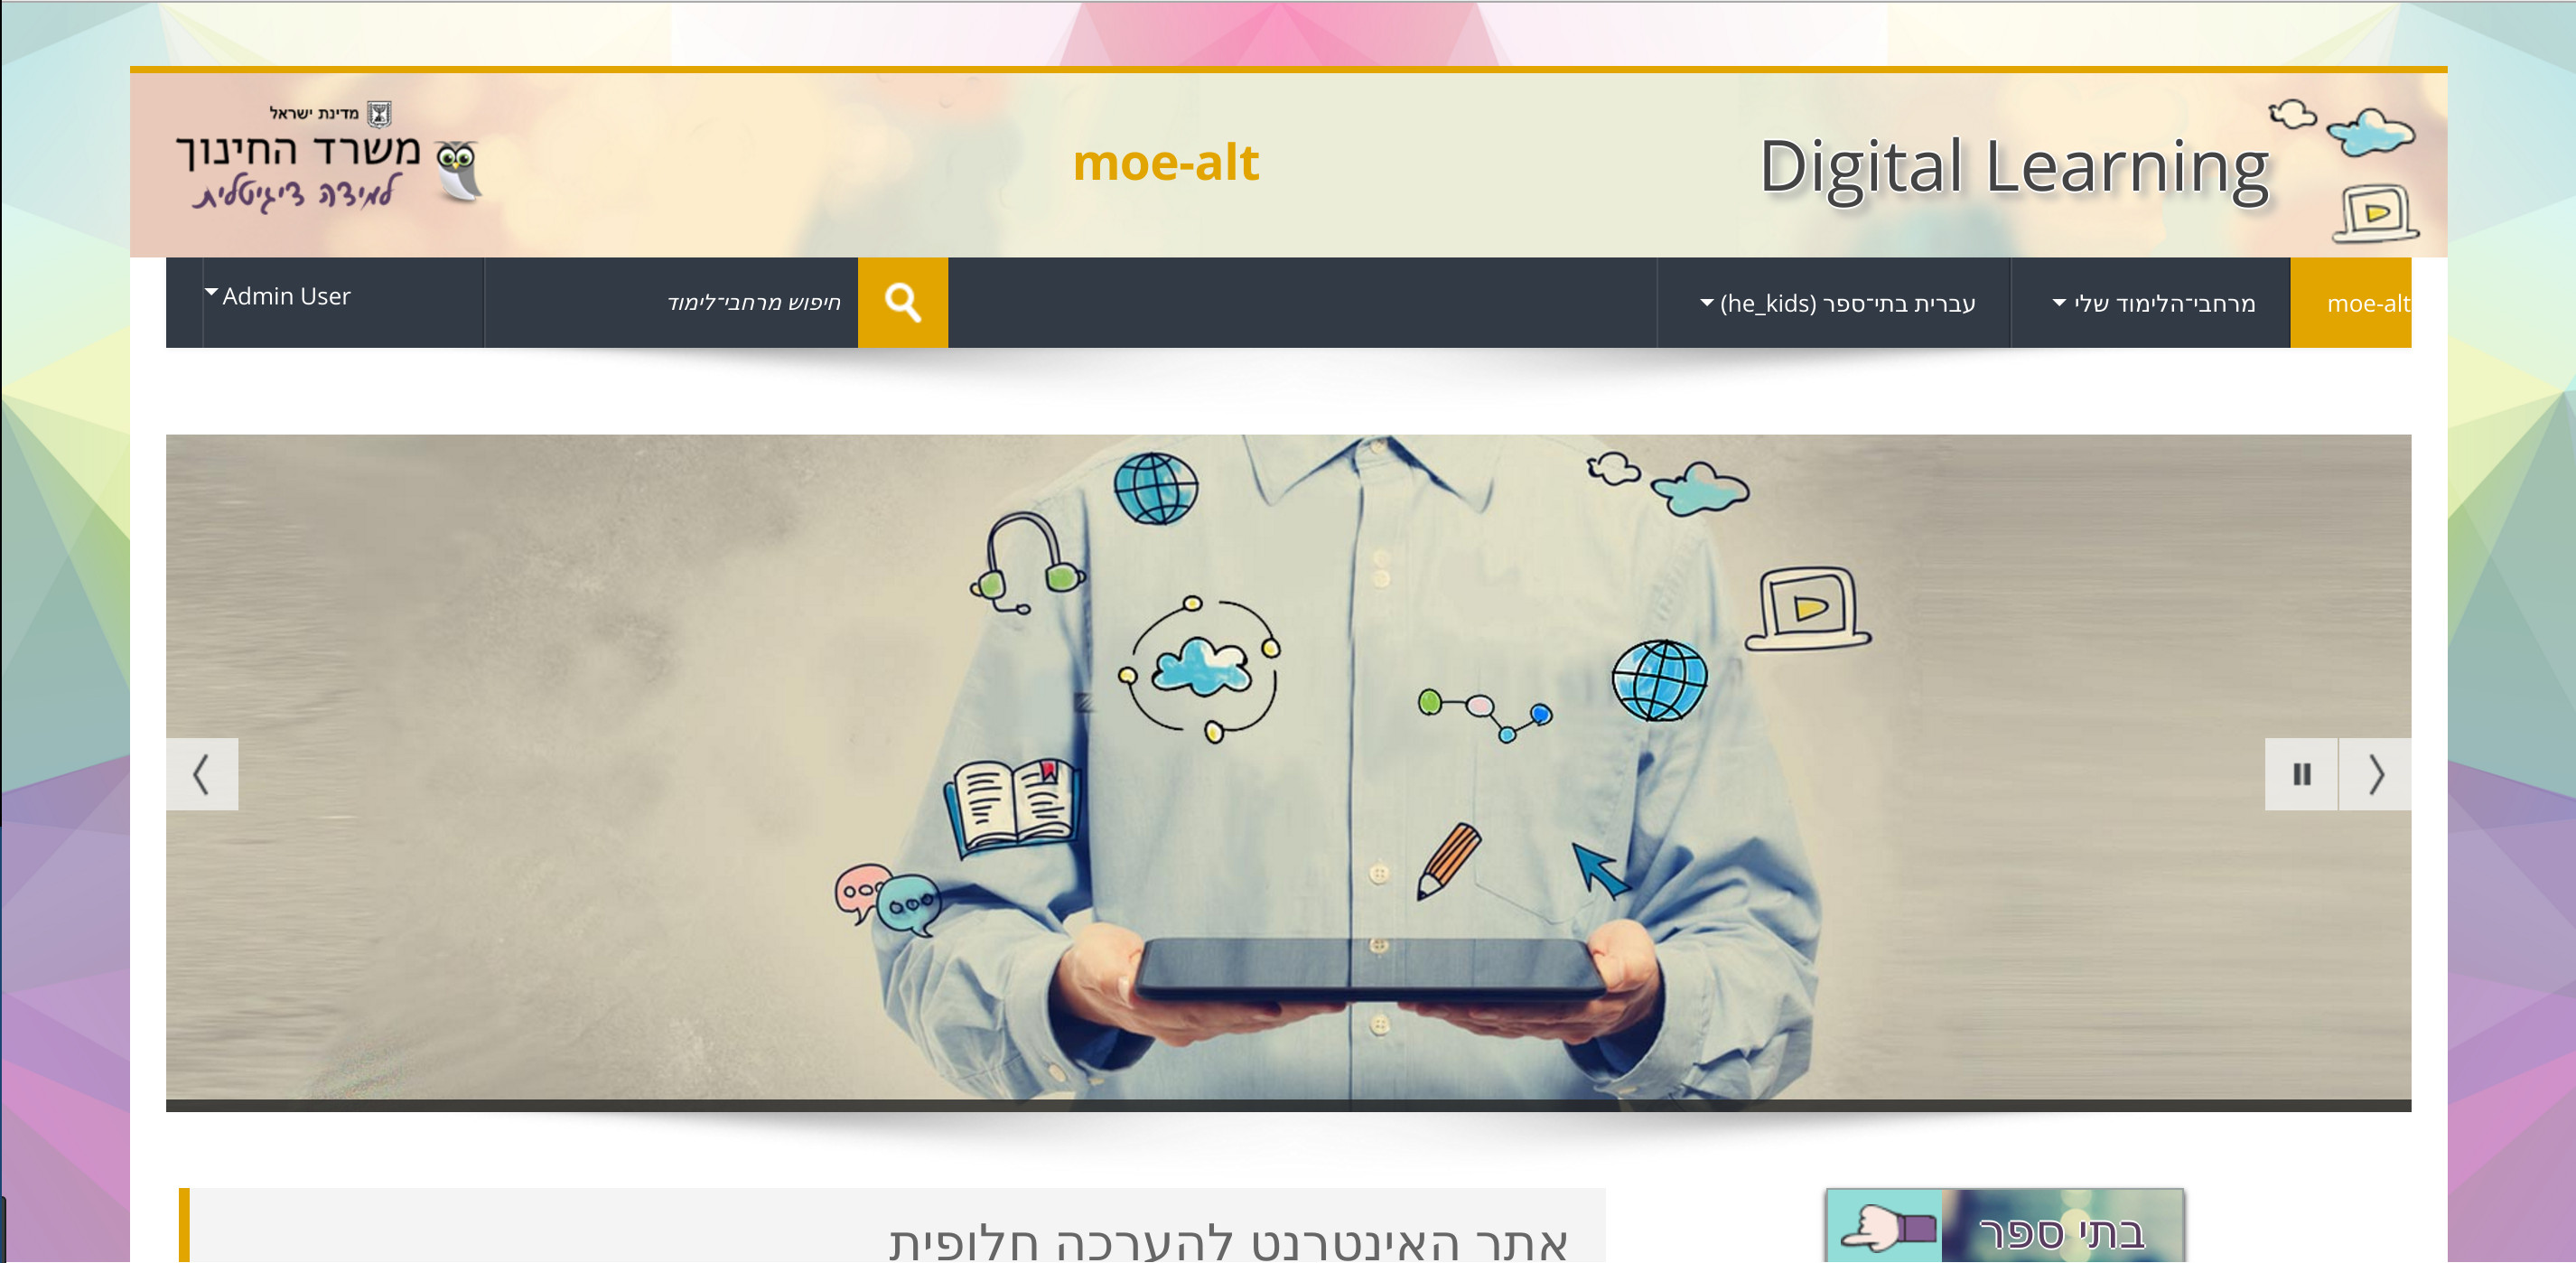 מדינת ישראל
משרד החינוך
למידה דיגיטלית
moe-alt
Digital Learning
moe-alt
מרחבי־הלימוד שלי
עברית בתי־ספר (he_kids)
חיפוש מרחבי־לימוד
Admin User
בתי ספר
אתר האינטרנט להערכה חלופית